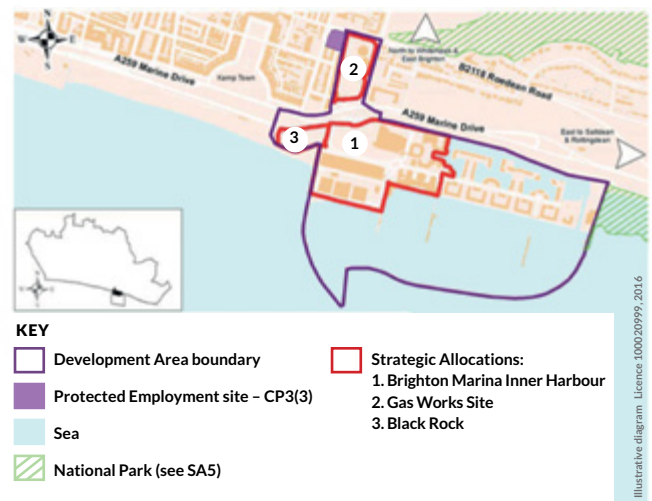 N
W
E
S
A259 Marine Drive
Kemp Town
2
North to Whitehawk &
East Brighton
B2118 Roedean Road
A259 Marine Drive
3
1
East to Saltdean
& Rottingdean
KEY
Development Area boundary
Protected Employment site – CP3(3)
Sea
National Park (see SA5)
Strategic Allocations:
1. Brighton Marina Inner Harbour
2. Gas Works Site
3. Black Rock
Illustrative diagram Licence 100020999, 2016